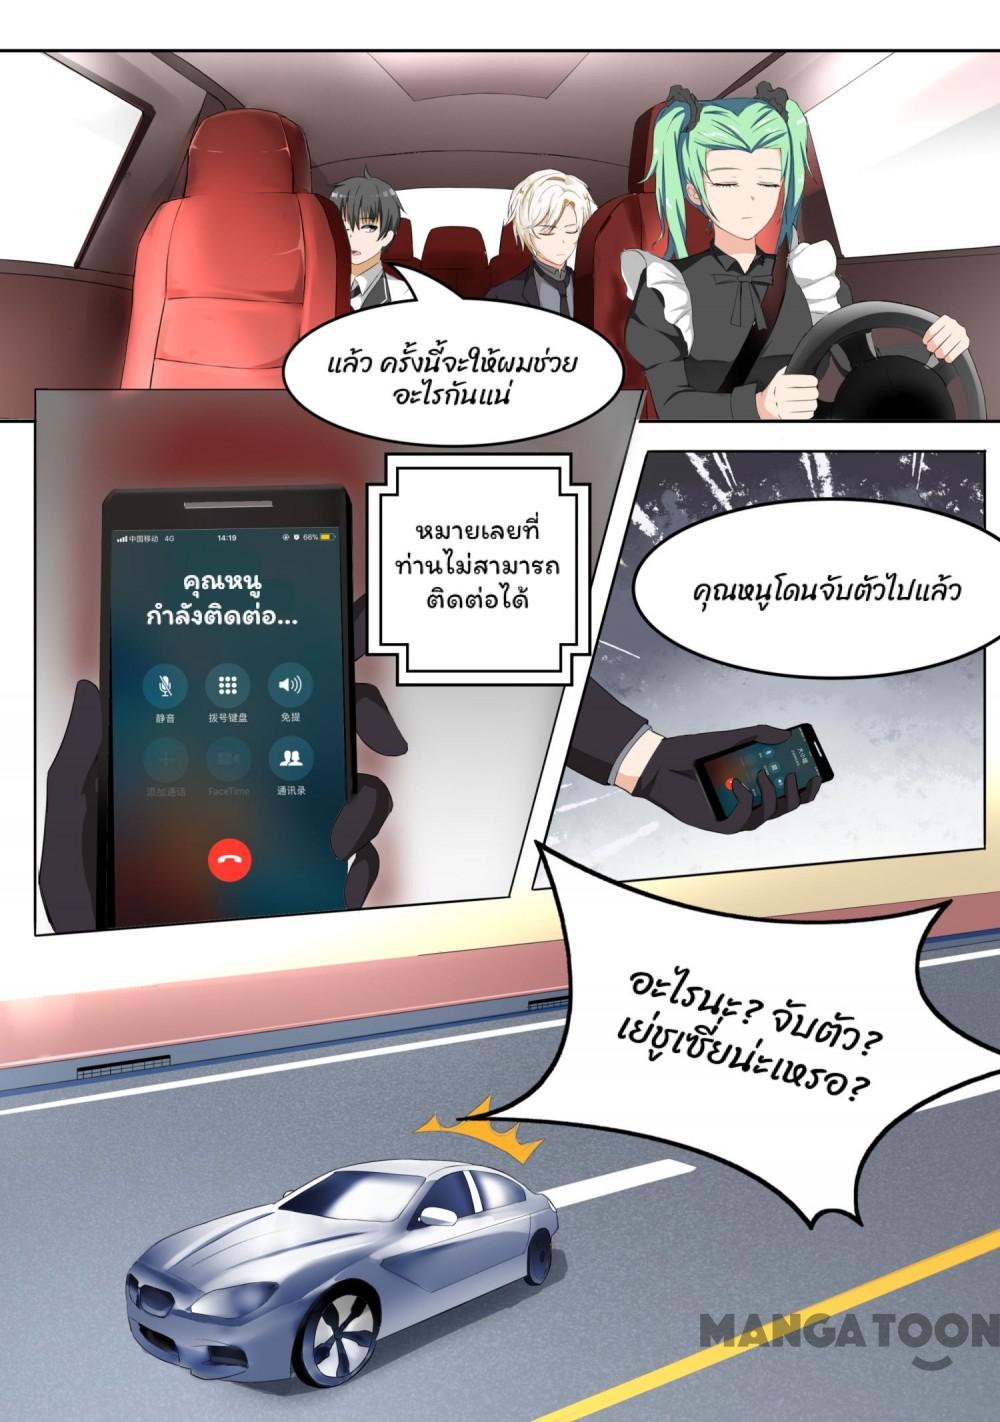 แล้ว ครั้งนี้จะให้ผมช่วย
อะไรกันแน่
หมายเลขที่
ท่านไม่สามารถ
ติดต่อได้
中国移动 4G 14:19 66%
คุณหนู
กำลังติดต่อ...
静音 拨号键盘 免提
添加通话 FaceTime 通讯录
คุณหนูโดนจับตัวไปแล้ว
大小姐
อะไรนะ? จับตัว?
เย่ชูเซี่ยน่ะเหรอ?
MANGATOON